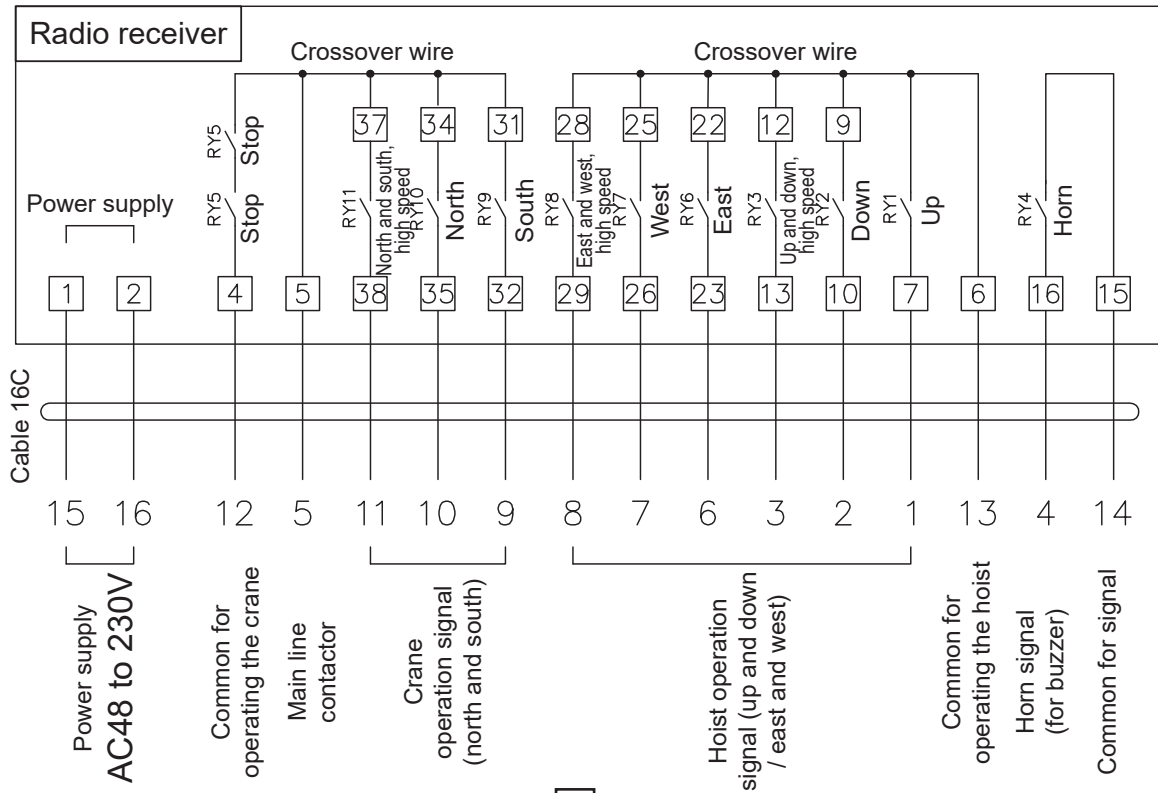 Radio receiver
Crossover wire
Crossover wire
37
34
31
28
25
22
12
9
RY5
Stop
Power supply
RY5
Stop
RY11
North and south,
high speed
RY10
North
RY9
South
RY8
East and west,
high speed
RY7
West
RY6
East
RY3
Up and down,
high speed
RY2
Down
RY1
Up
RY4
Horn
1
2
4
5
38
35
32
29
26
23
13
10
7
6
16
15
Cable 16C
15
16
12
5
11
10
9
8
7
6
3
2
1
13
4
14
Power supply
AC48 to 230V
Common for
operating the crane
Main line
contactor
Crane
operation signal
(north and south)
Hoist operation
signal (up and down
/ east and west)
Common for
operating the hoist
Horn signal
(for buzzer)
Common for signal